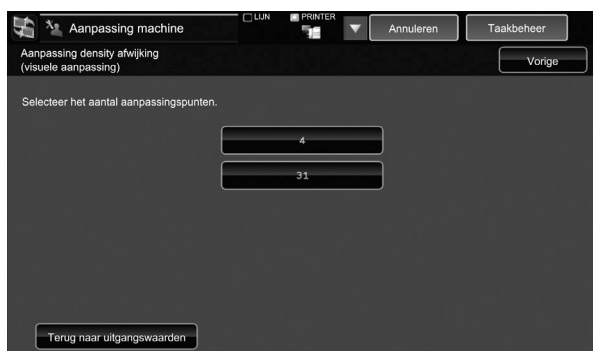 Aanpassing machine
LIJN
PRINTER
Annuleren
Taakbeheer
Aanpassing density afwijking
(visuele aanpassing)
Vorige
Selecteer het aantal aanpassingspunten.
4
31
Terug naar uitgangswaarden